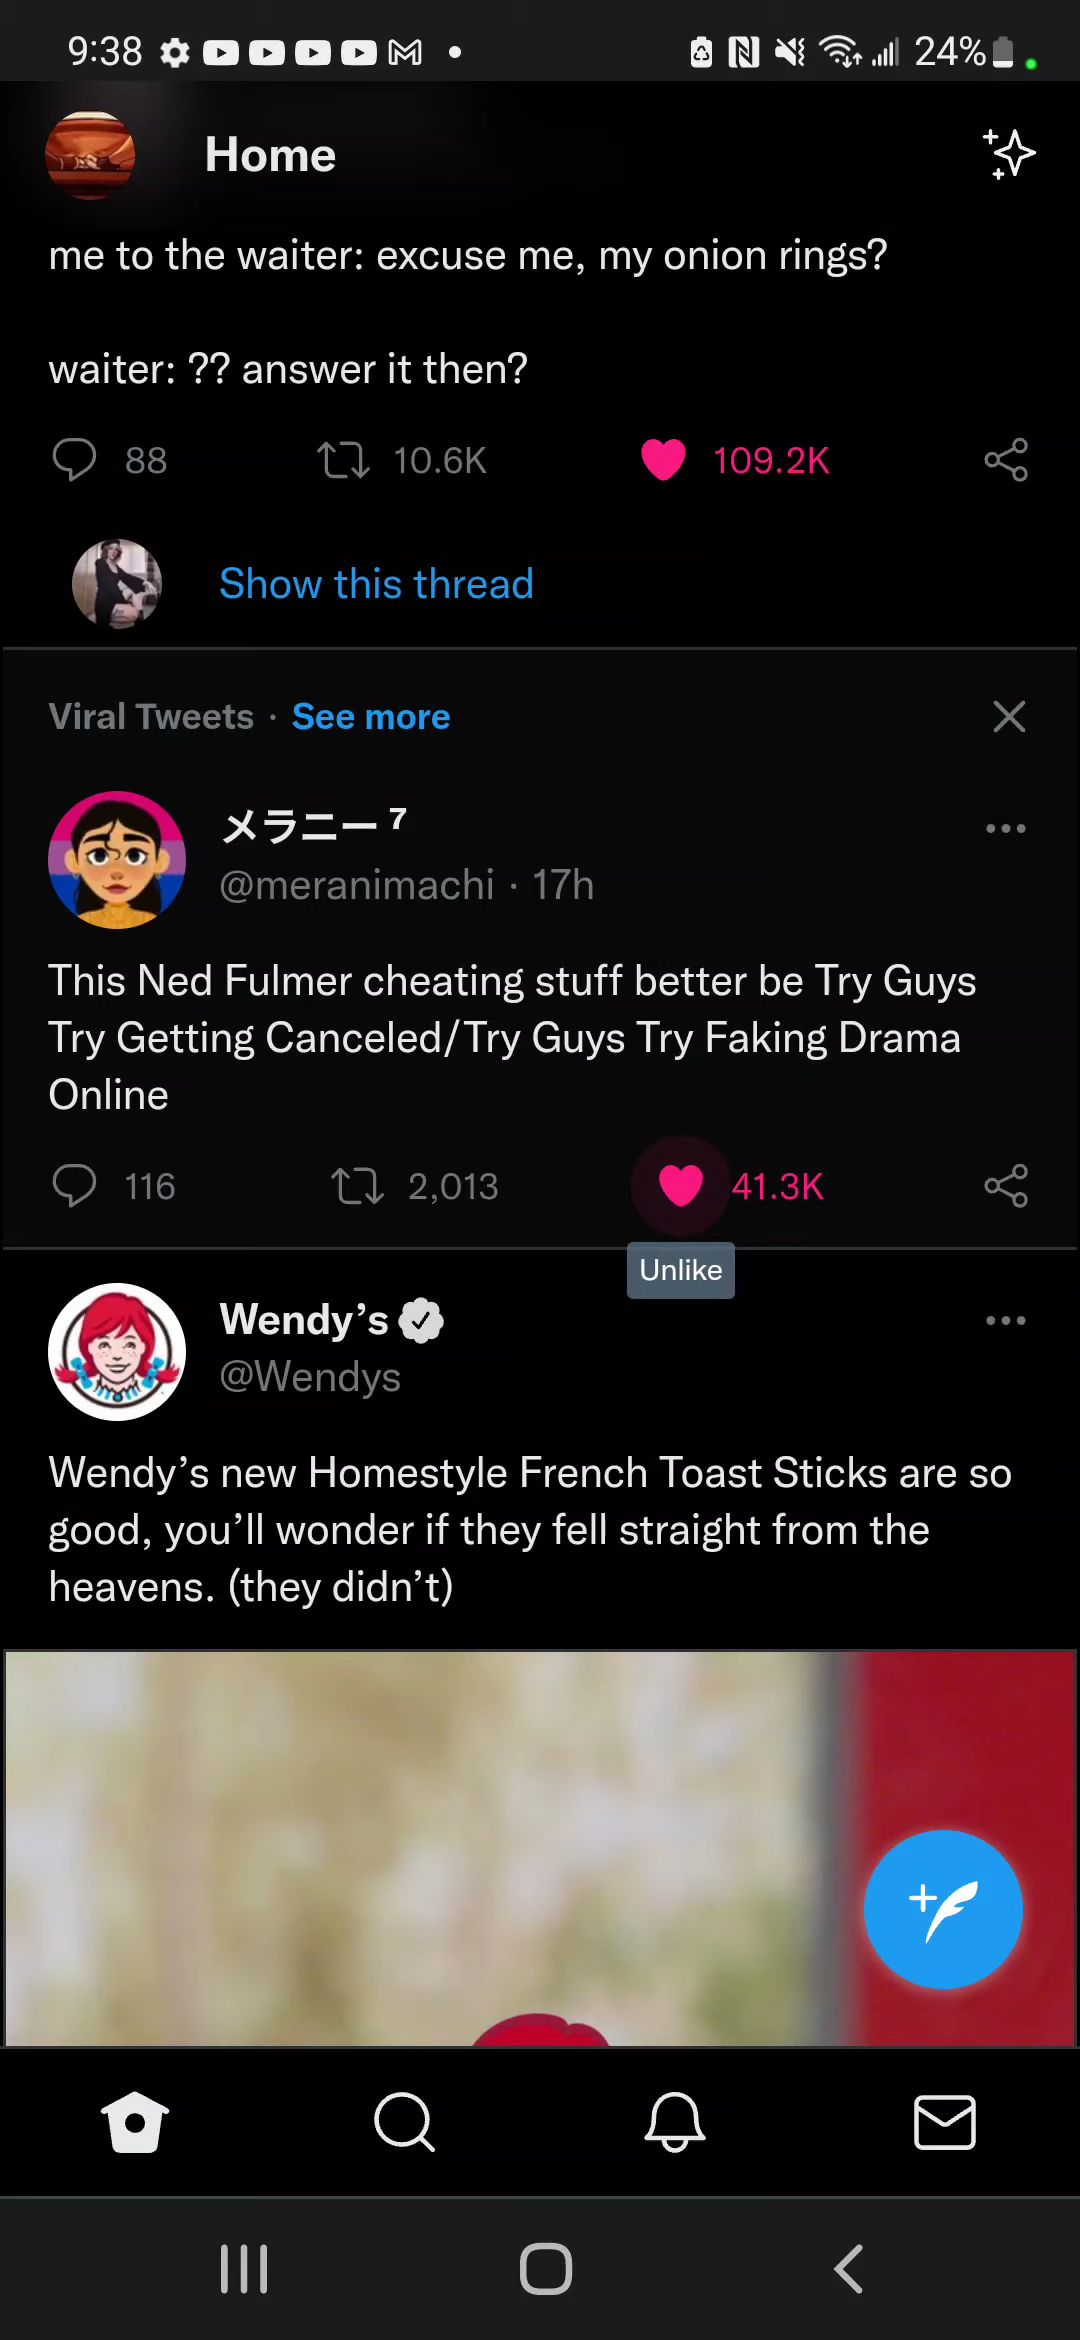 9:38
24%
Home
me to the waiter: excuse me, my onion rings?
waiter: ?? answer it then?
88 10.6K 109.2K
Show this thread
Viral Tweets · See more
メラニー ⁷
@meranimachi · 17h
This Ned Fulmer cheating stuff better be Try Guys
Try Getting Canceled/Try Guys Try Faking Drama
Online
116 2,013 41.3K
Unlike
Wendy’s
@Wendys
Wendy’s new Homestyle French Toast Sticks are so
good, you’ll wonder if they fell straight from the
heavens. (they didn’t)